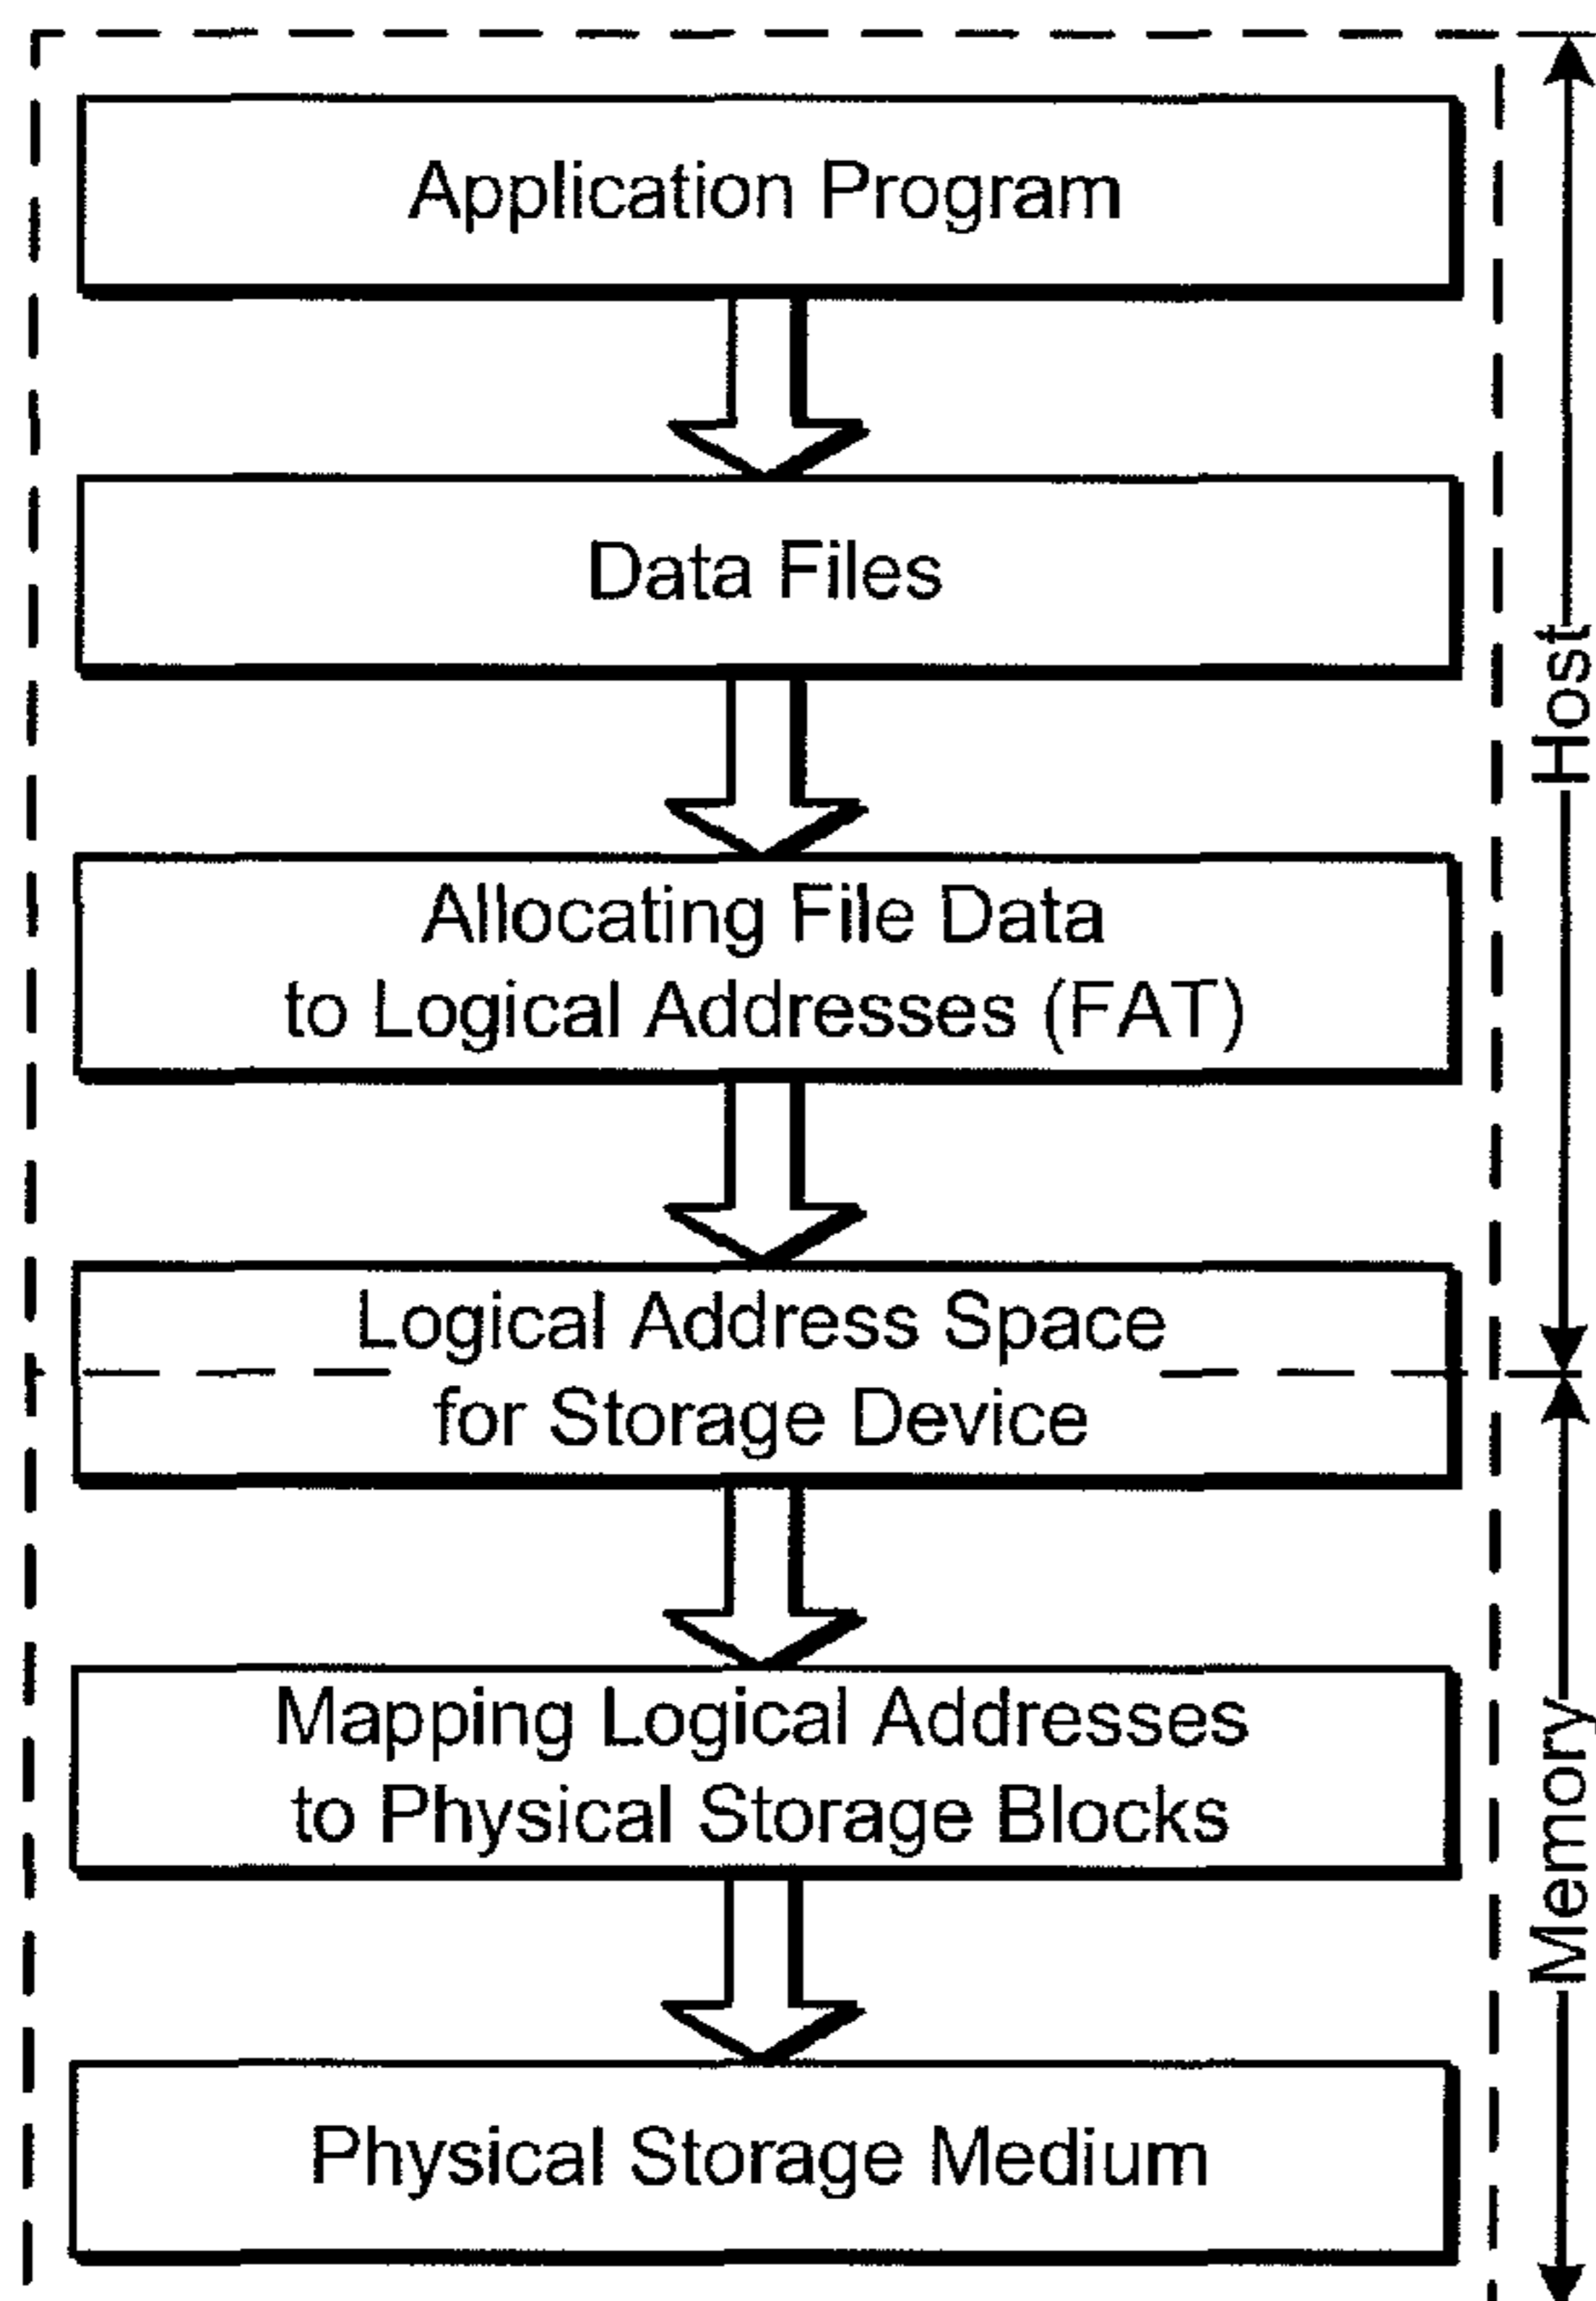 Application Program
Data Files
Allocating File Data
to Logical Addresses (FAT)
Logical Address Space
for Storage Device
Mapping Logical Addresses
to Physical Storage Blocks
Physical Storage Medium
Host
Memory